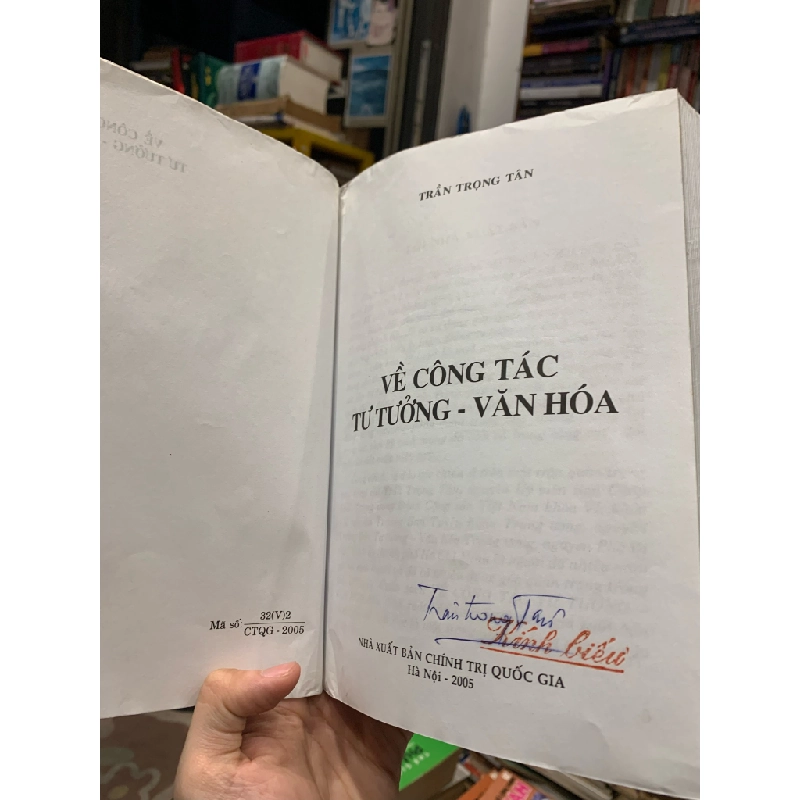 Mã số: 32(V)2
CTQG - 2005
TRẦN TRỌNG TÂN
VỀ CÔNG TÁC
TƯ TƯỞNG - VĂN HÓA
Trần Trọng Tân
Kính biếu
NHÀ XUẤT BẢN CHÍNH TRỊ QUỐC GIA
Hà Nội - 2005